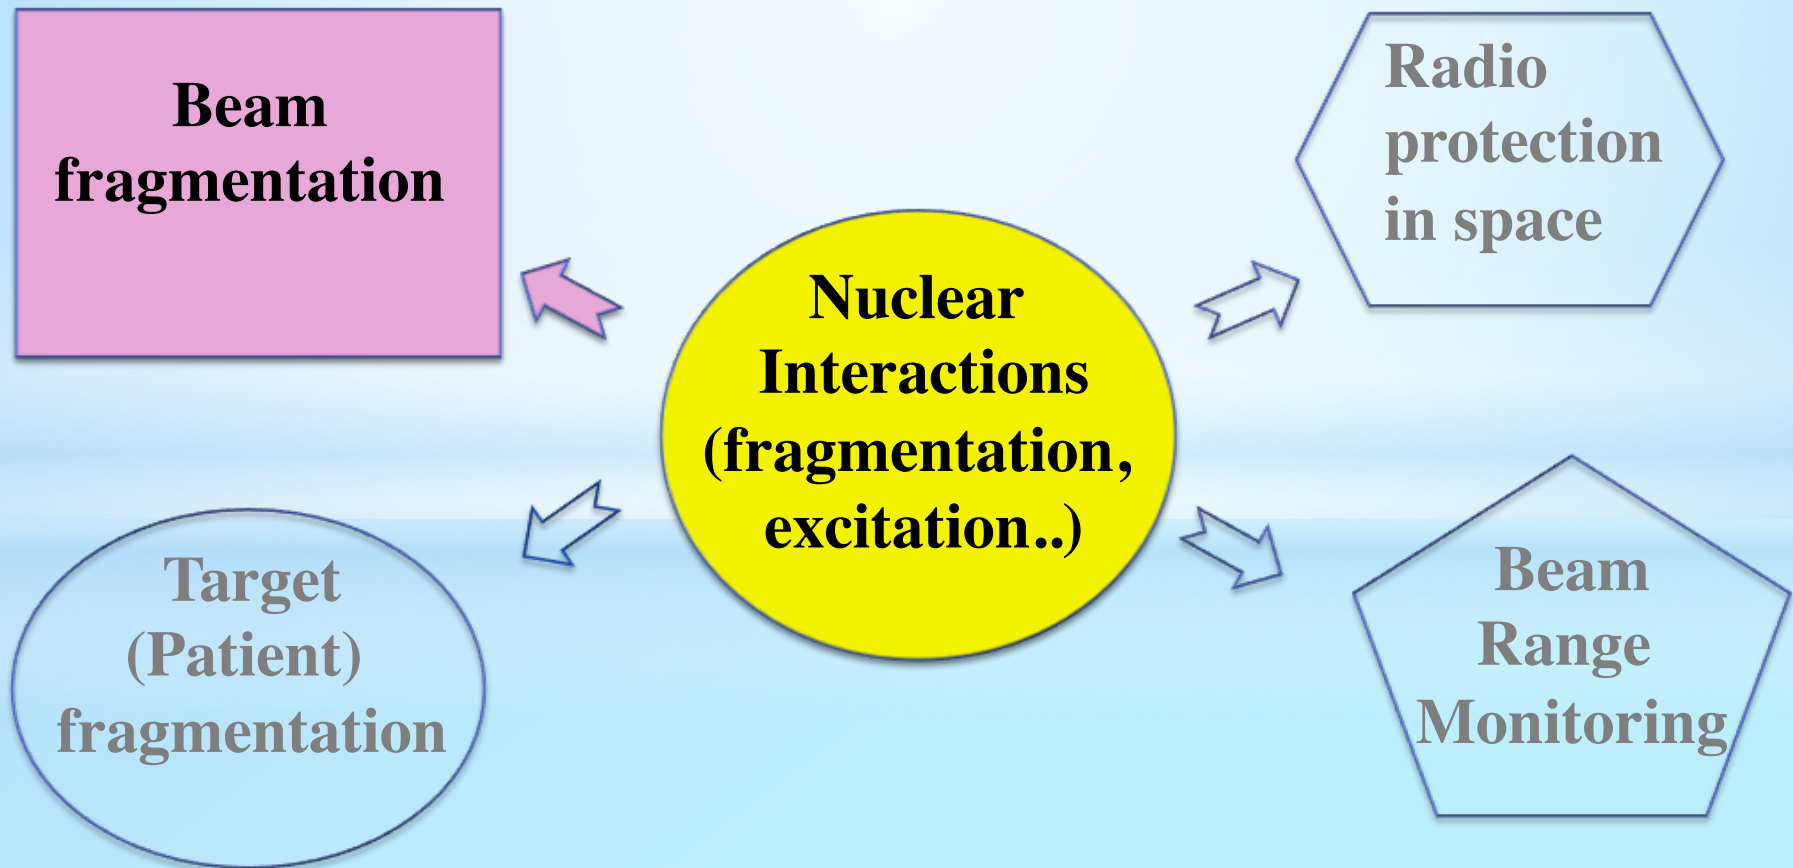 Beam
fragmentation
Radio
protection
in space
Nuclear
Interactions
(fragmentation,
excitation..)
Target
(Patient)
fragmentation
Beam
Range
Monitoring